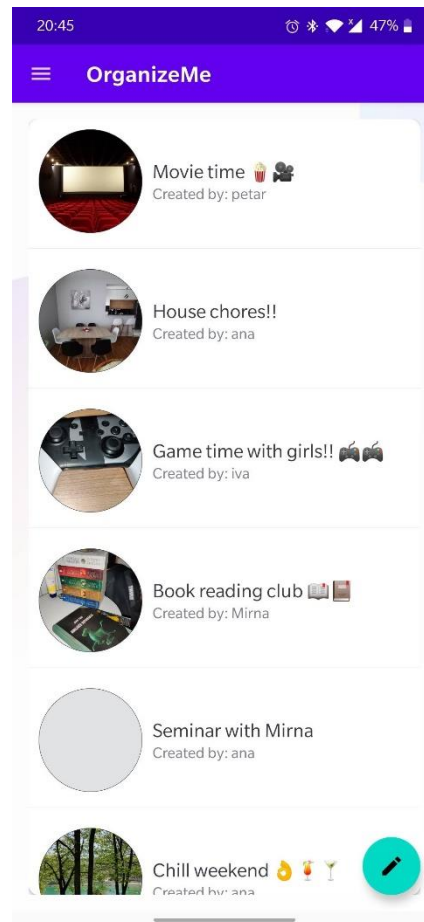 20:45
47%
OrganizeMe
Movie time 🍿🎥
Created by: petar
House chores!!
Created by: ana
Game time with girls!! 🎮🎮
Created by: iva
Book reading club 📖📔
Created by: Mirna
Seminar with Mirna
Created by: ana
Chill weekend 👌🍹🍸
Created by: ana